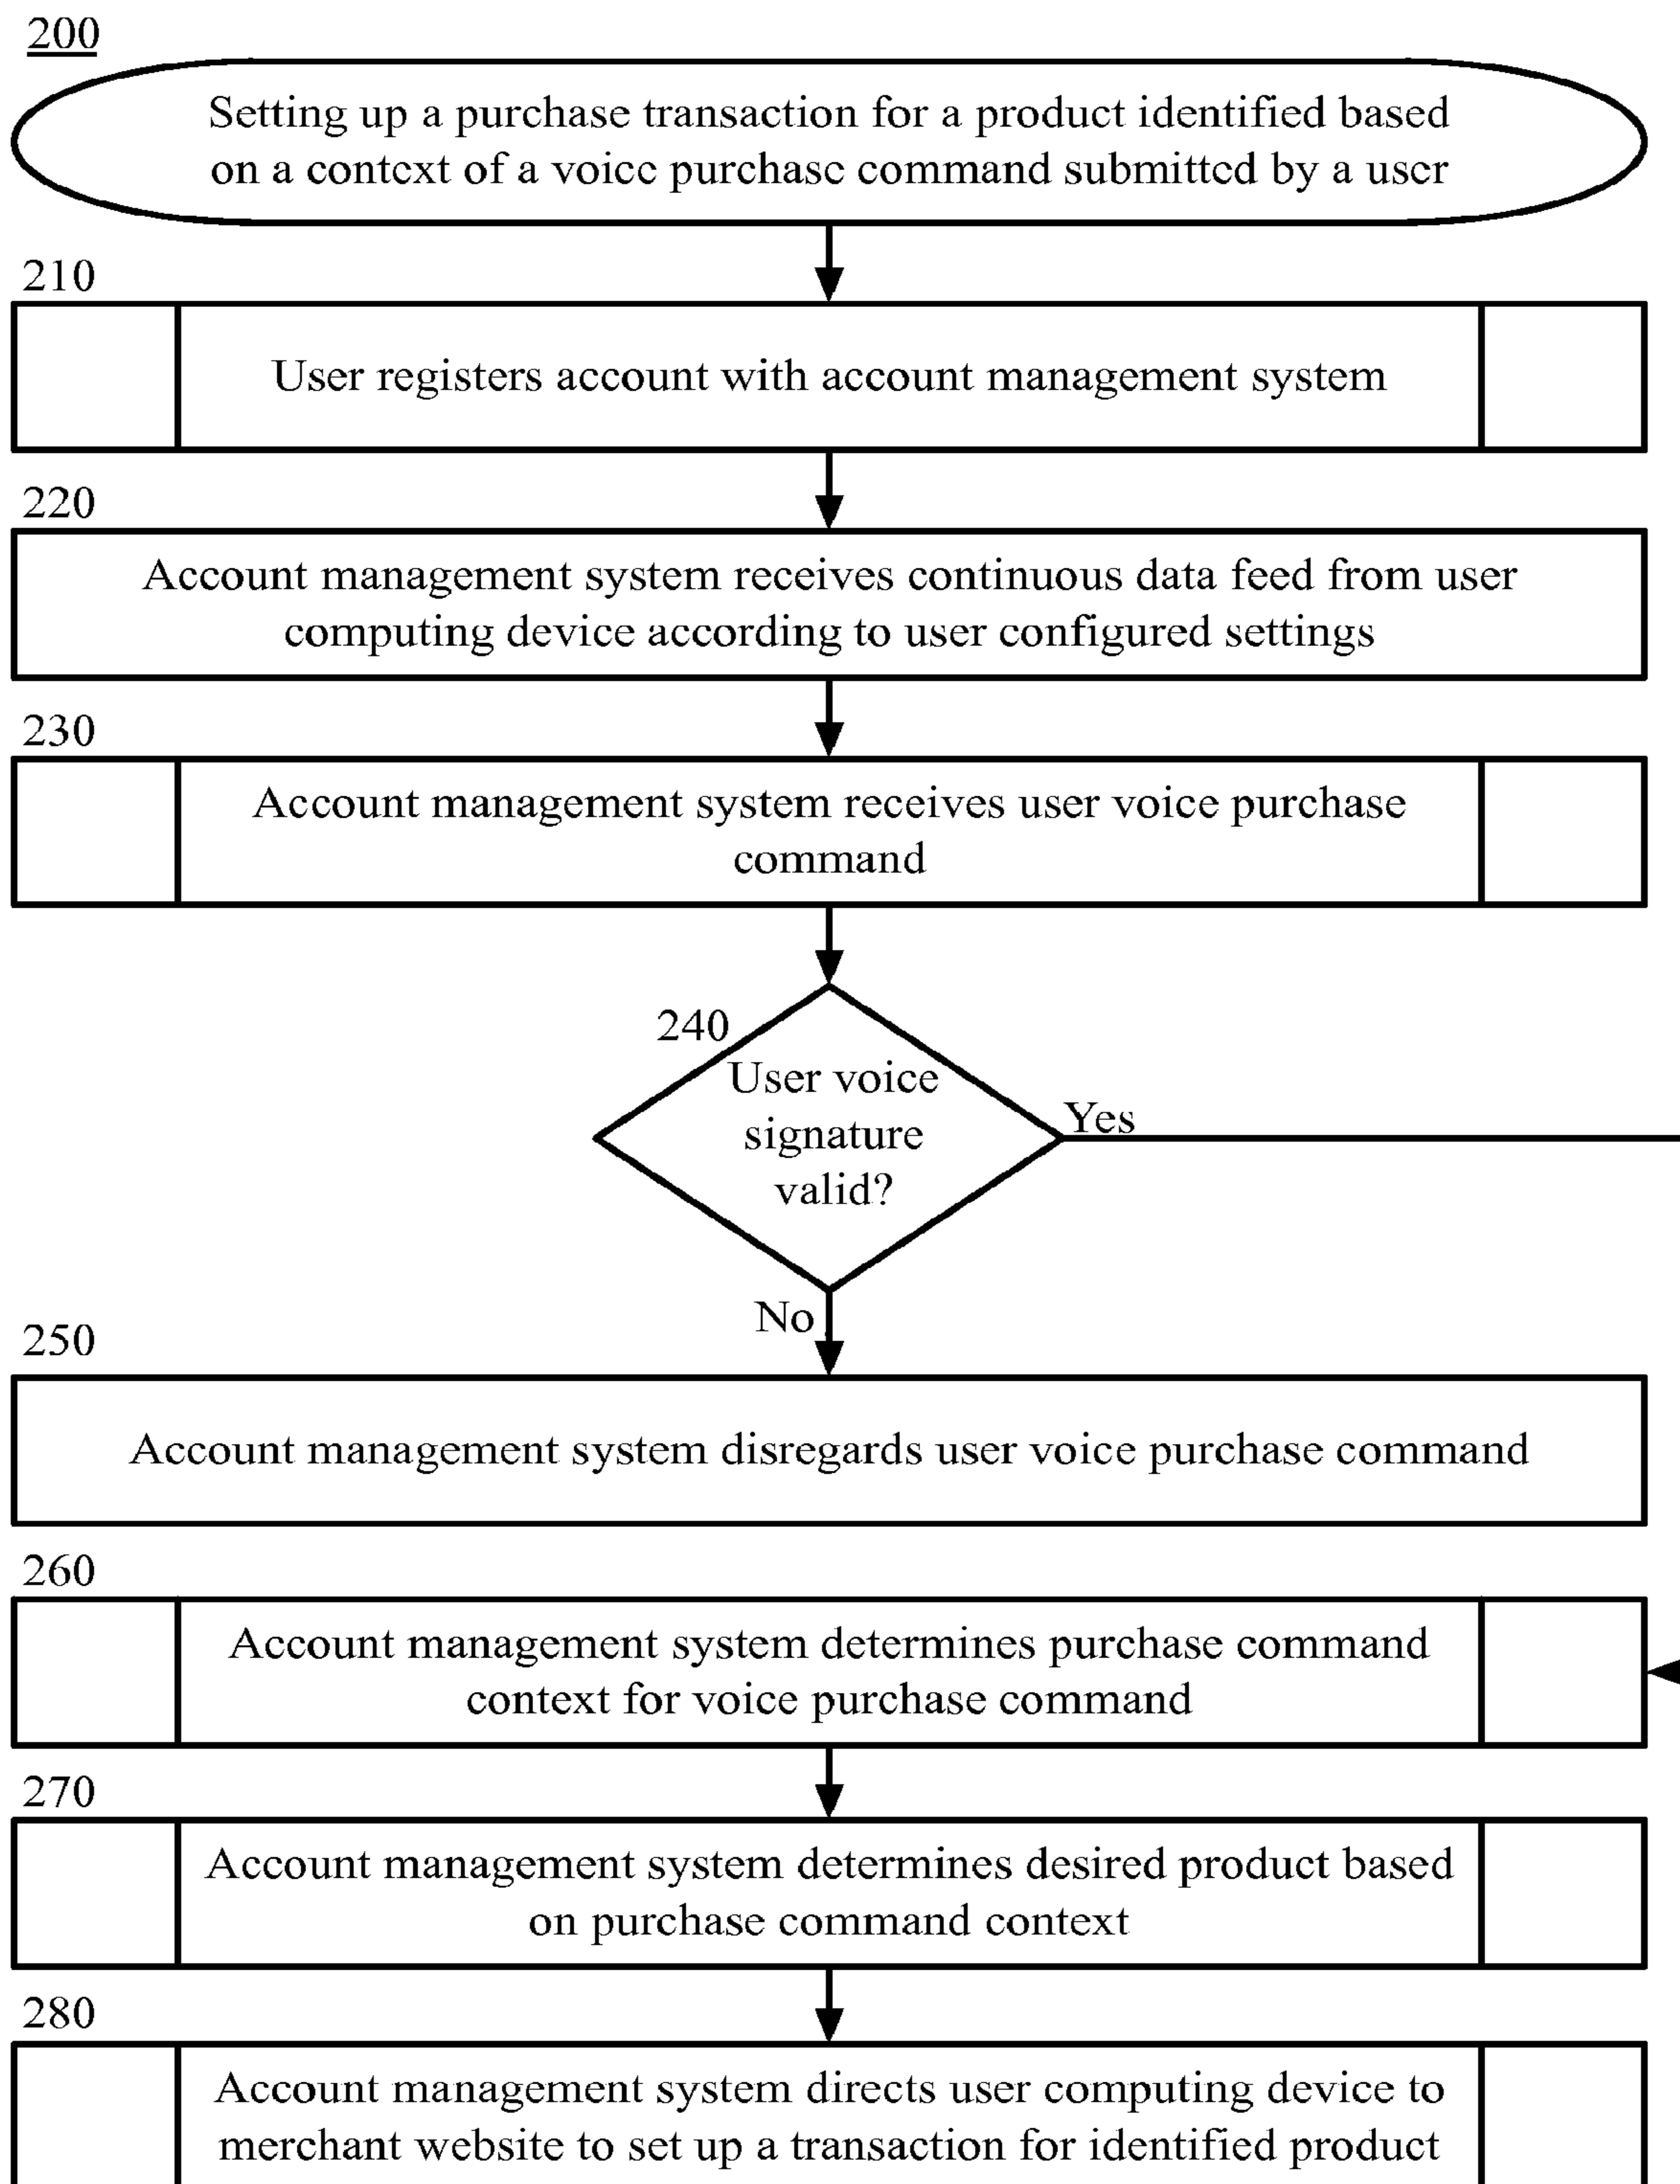 200
Setting up a purchase transaction for a product identified based
on a context of a voice purchase command submitted by a user
210
User registers account with account management system
220
Account management system receives continuous data feed from user
computing device according to user configured settings
230
Account management system receives user voice purchase
command
240
User voice
signature
valid?
Yes
No
250
Account management system disregards user voice purchase command
260
Account management system determines purchase command
context for voice purchase command
270
Account management system determines desired product based
on purchase command context
280
Account management system directs user computing device to
merchant website to set up a transaction for identified product